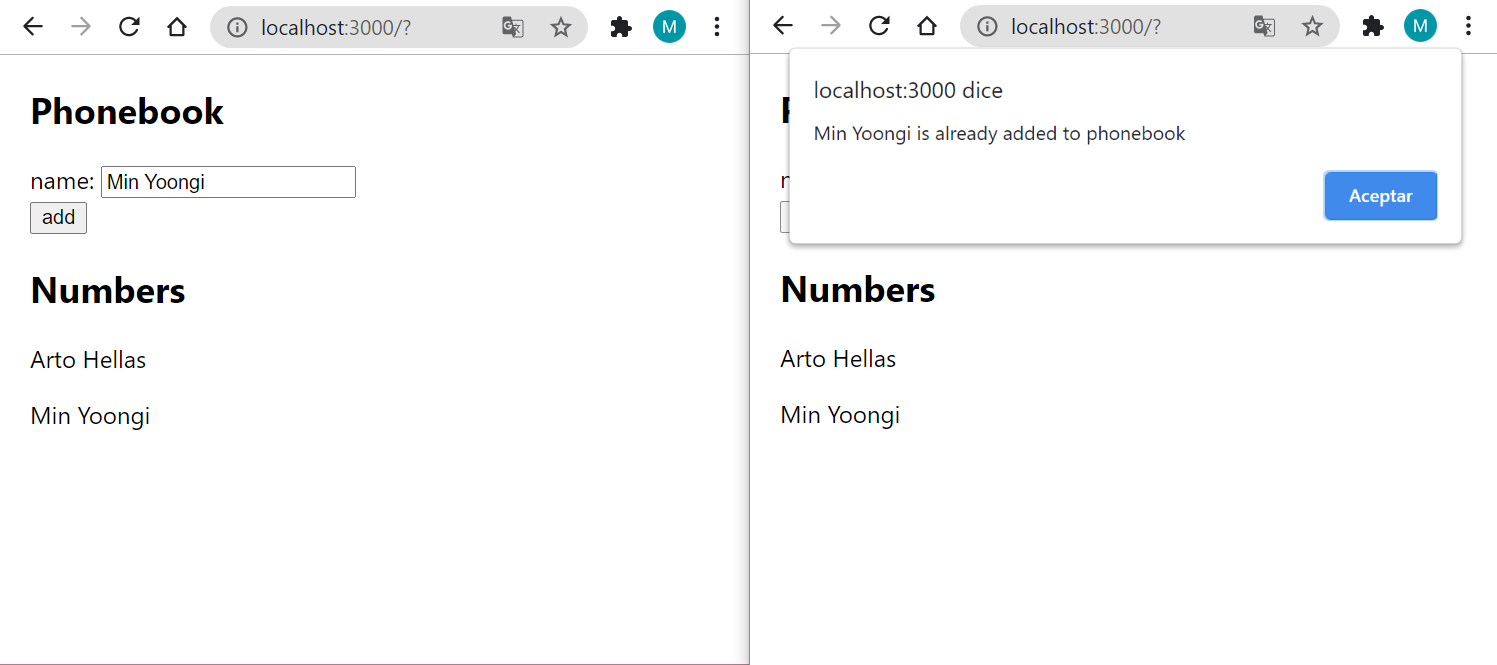 localhost:3000/?
M
Phonebook
name: Min Yoongi
add
Numbers
Arto Hellas
Min Yoongi
localhost:3000/?
M
localhost:3000 dice
Min Yoongi is already added to phonebook
Aceptar
Numbers
Arto Hellas
Min Yoongi